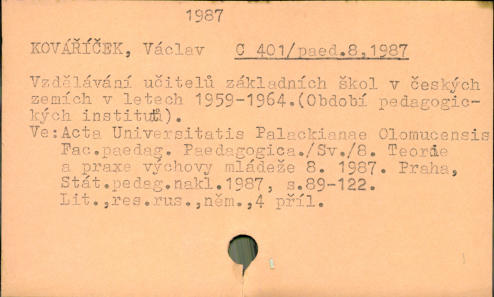 1987
KOVÁŘÍČEK, Václav C 401/paed.8,1987
Vzdělávání učitelů základních škol v českých
zemích v letech 1959-1964.(Období pedagogic-
kých institutů).
Ve:Acta Universitatis Palackianae Olomucensis
Fac.paedag. Paedagogica./Sv./8. Teorie
a praxe výchovy mládeže 8. 1987. Praha,
Stát.pedag.nakl.1987, s.89-122.
Lit.,res.rus.,něm.,4 příl.